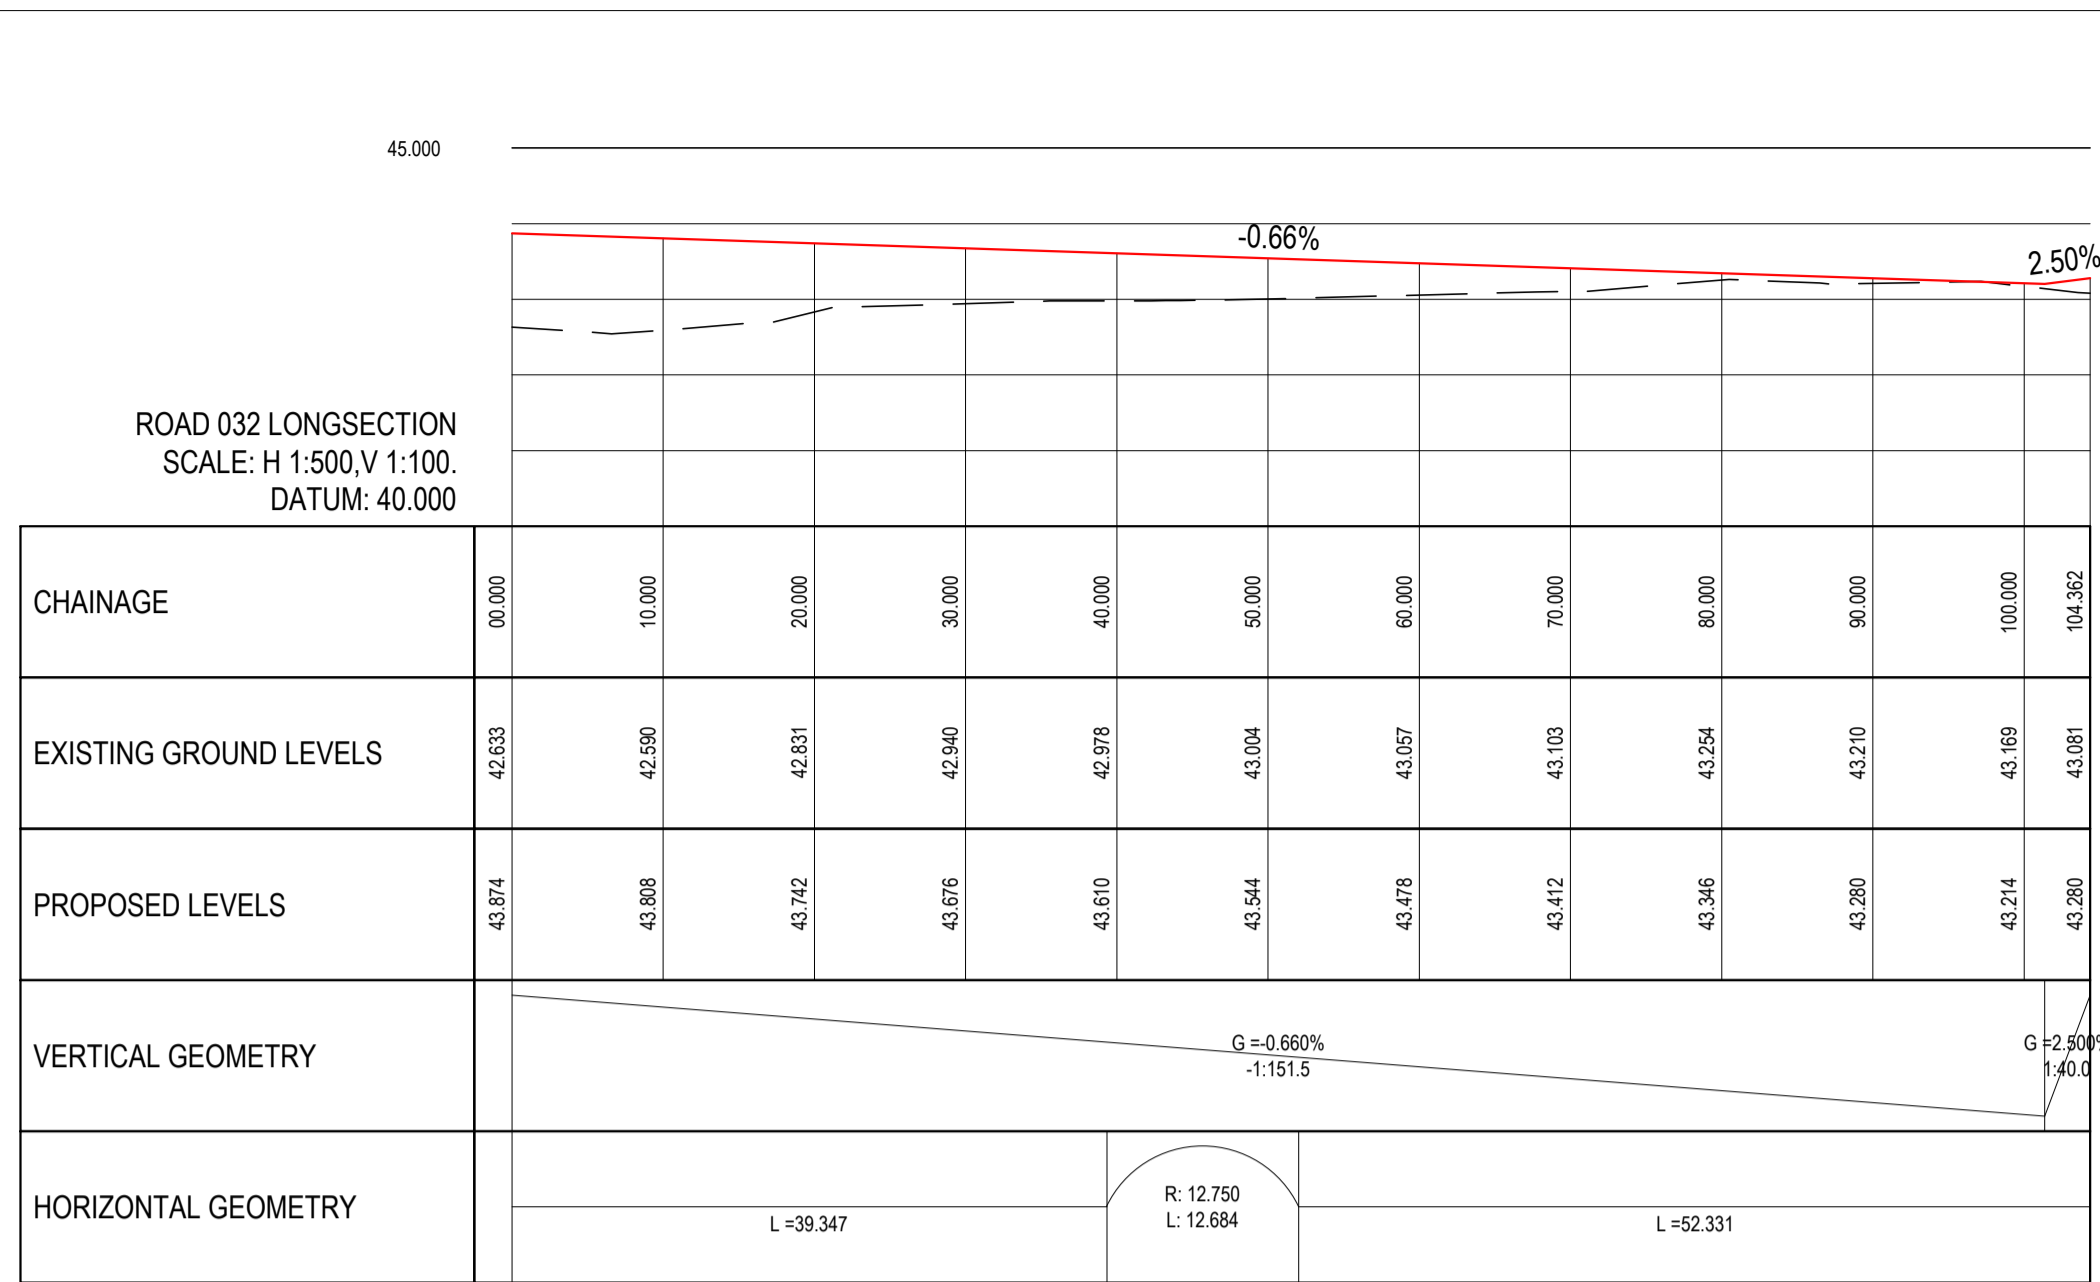 45.000
-0.66%
2.50%
ROAD 032 LONGSECTION
SCALE: H 1:500,V 1:100.
DATUM: 40.000
CHAINAGE
00.000
10.000
20.000
30.000
40.000
50.000
60.000
70.000
80.000
90.000
100.000
104.362
EXISTING GROUND LEVELS
42.633
42.590
42.831
42.940
42.978
43.004
43.057
43.103
43.254
43.210
43.169
43.081
PROPOSED LEVELS
43.874
43.808
43.742
43.676
43.610
43.544
43.478
43.412
43.346
43.280
43.214
43.280
VERTICAL GEOMETRY
G =-0.660%
-1:151.5
G =2.500%
1:40.0
HORIZONTAL GEOMETRY
L =39.347
R: 12.750
L: 12.684
L =52.331